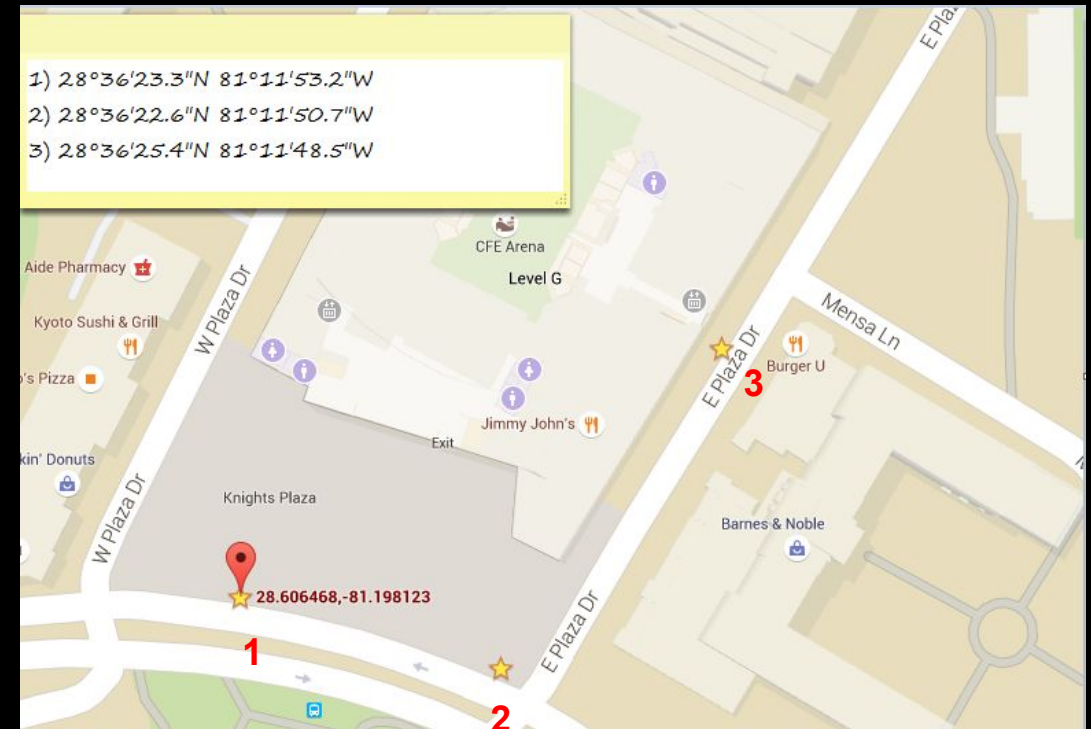 E Pla
1) 28°36'23.3"N 81°11'53.2"W
2) 28°36'22.6"N 81°11'50.7"W
3) 28°36'25.4"N 81°11'48.5"W
CFE Arena
Level G
Aide Pharmacy
W Plaza Dr
Kyoto Sushi & Grill
Mensa Ln
E Plaza Dr
Burger U
3
's Pizza
Jimmy John's
Exit
kin' Donuts
Knights Plaza
W Plaza Dr
Barnes & Noble
28.606468,-81.198123
E Plaza Dr
1
2